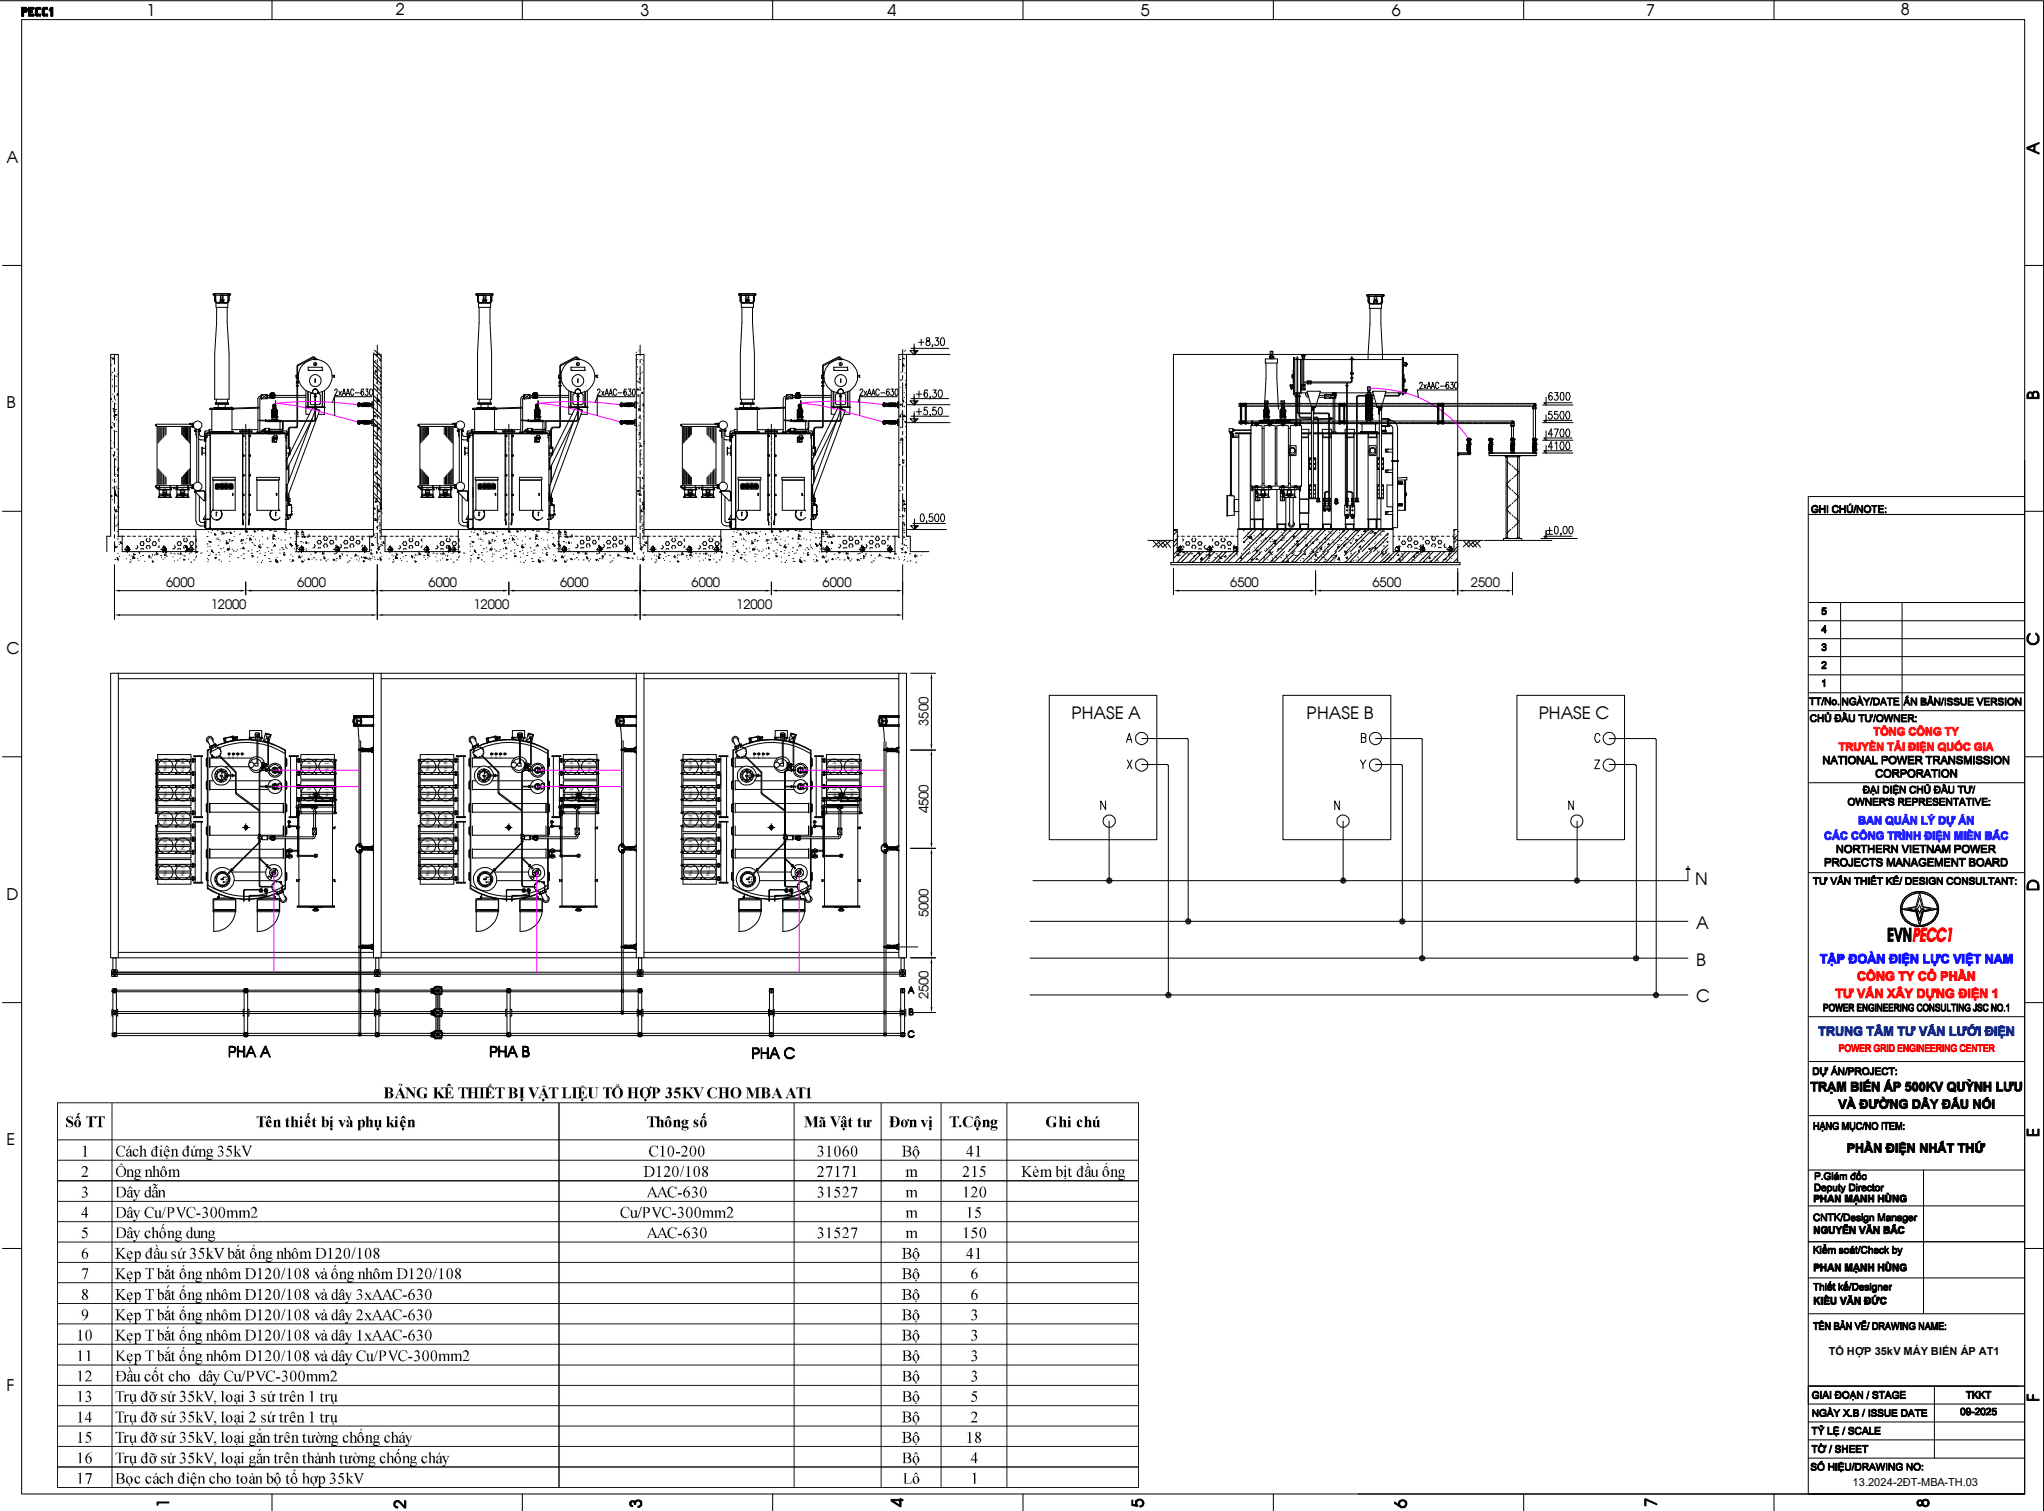 PECC1
1 2 3 4 5 6 7 8
A
B
C
D
E
F
A
B
C
D
E
F
2xAAC-630
2xAAC-630
2xAAC-630
+8,30
+6,30
+5,50
0,500
6000 6000 6000 6000 6000 6000
12000 12000 12000
2xAAC-630
6300
5500
4700
4100
±0,00
6500 6500 2500
3500
4500
5000
2500
A
B
C
PHA A PHA B PHA C
PHASE A PHASE B PHASE C
A B C
X Y Z
N N N
N
A
B
C
BẢNG KÊ THIẾT BỊ VẬT LIỆU TỔ HỢP 35KV CHO MBA AT1
Số TT Tên thiết bị và phụ kiện Thông số Mã Vật tư Đơn vị T.Cộng Ghi chú
1 Cách điện đứng 35kV C10-200 31060 Bộ 41
2 Ống nhôm D120/108 27171 m 215 Kèm bịt đầu ống
3 Dây dẫn AAC-630 31527 m 120
4 Dây Cu/PVC-300mm2 Cu/PVC-300mm2 m 15
5 Dây chống dung AAC-630 31527 m 150
6 Kẹp đầu sứ 35kV bắt ống nhôm D120/108 Bộ 41
7 Kẹp T bắt ống nhôm D120/108 và ống nhôm D120/108 Bộ 6
8 Kẹp T bắt ống nhôm D120/108 và dây 3xAAC-630 Bộ 6
9 Kẹp T bắt ống nhôm D120/108 và dây 2xAAC-630 Bộ 3
10 Kẹp T bắt ống nhôm D120/108 và dây 1xAAC-630 Bộ 3
11 Kẹp T bắt ống nhôm D120/108 và dây Cu/PVC-300mm2 Bộ 3
12 Đầu cốt cho dây Cu/PVC-300mm2 Bộ 3
13 Trụ đỡ sứ 35kV, loại 3 sứ trên 1 trụ Bộ 5
14 Trụ đỡ sứ 35kV, loại 2 sứ trên 1 trụ Bộ 2
15 Trụ đỡ sứ 35kV, loại gắn trên tường chống cháy Bộ 18
16 Trụ đỡ sứ 35kV, loại gắn trên thành tường chống cháy Bộ 4
17 Bọc cách điện cho toàn bộ tổ hợp 35kV Lô 1
GHI CHÚ/NOTE:
5
4
3
2
1
TT/No. NGÀY/DATE ẤN BẢN/ISSUE VERSION
CHỦ ĐẦU TƯ/OWNER:
TỔNG CÔNG TY
TRUYỀN TẢI ĐIỆN QUỐC GIA
NATIONAL POWER TRANSMISSION
CORPORATION
ĐẠI DIỆN CHỦ ĐẦU TƯ/
OWNER'S REPRESENTATIVE:
BAN QUẢN LÝ DỰ ÁN
CÁC CÔNG TRÌNH ĐIỆN MIỀN BẮC
NORTHERN VIETNAM POWER
PROJECTS MANAGEMENT BOARD
TƯ VẤN THIẾT KẾ/ DESIGN CONSULTANT:
EVNPECC1
TẬP ĐOÀN ĐIỆN LỰC VIỆT NAM
CÔNG TY CỔ PHẦN
TƯ VẤN XÂY DỰNG ĐIỆN 1
POWER ENGINEERING CONSULTING JSC NO.1
TRUNG TÂM TƯ VẤN LƯỚI ĐIỆN
POWER GRID ENGINEERING CENTER
DỰ ÁN/PROJECT:
TRẠM BIẾN ÁP 500KV QUỲNH LƯU
VÀ ĐƯỜNG DÂY ĐẤU NỐI
HẠNG MỤC/NO ITEM:
PHẦN ĐIỆN NHẤT THỨ
P.Giám đốc
Deputy Director
PHAN MẠNH HÙNG
CNTK/Design Manager
NGUYỄN VĂN BẮC
Kiểm soát/Check by
PHAN MẠNH HÙNG
Thiết kế/Designer
KIỀU VĂN ĐỨC
TÊN BẢN VẼ/ DRAWING NAME:
TỔ HỢP 35kV MÁY BIẾN ÁP AT1
GIAI ĐOẠN / STAGE TKKT
NGÀY X.B / ISSUE DATE 09-2025
TỶ LỆ / SCALE
TỜ / SHEET
SỐ HIỆU/DRAWING NO:
13.2024-2ĐT-MBA-TH.03
1 2 3 4 5 6 7 8